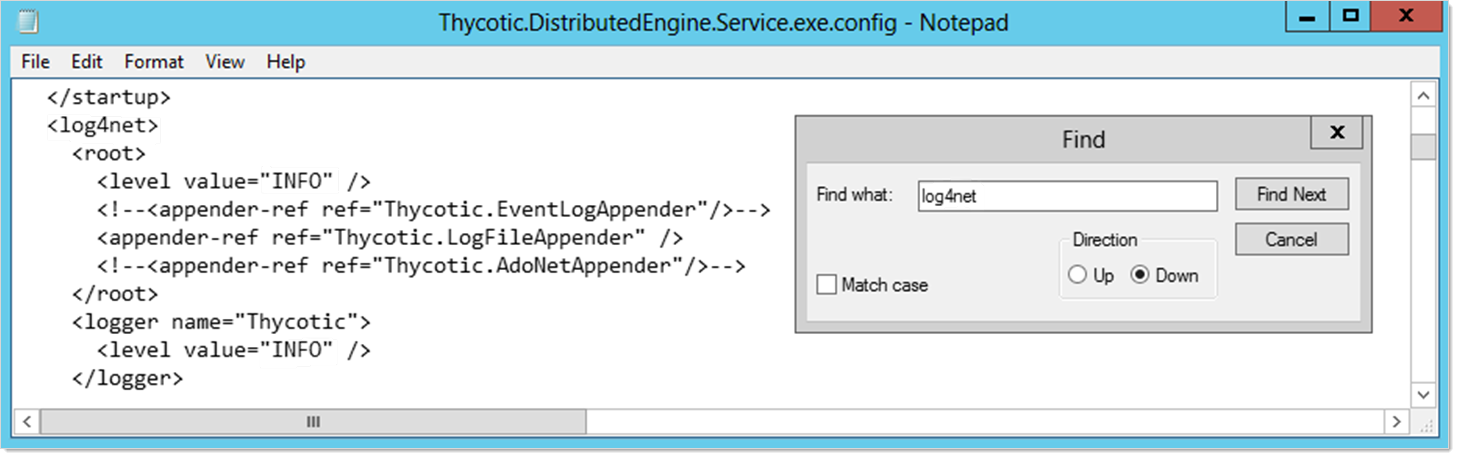 Thycotic.DistributedEngine.Service.exe.config - Notepad
File Edit Format View Help
</startup>
<log4net>
<root>
<level value="INFO" />
<!--<appender-ref ref="Thycotic.EventLogAppender"/>-->
<appender-ref ref="Thycotic.LogFileAppender" />
<!--<appender-ref ref="Thycotic.AdoNetAppender"/>-->
</root>
<logger name="Thycotic">
<level value="INFO" />
</logger>
Find
Find what: log4net Find Next
Direction Cancel
Match case Up Down